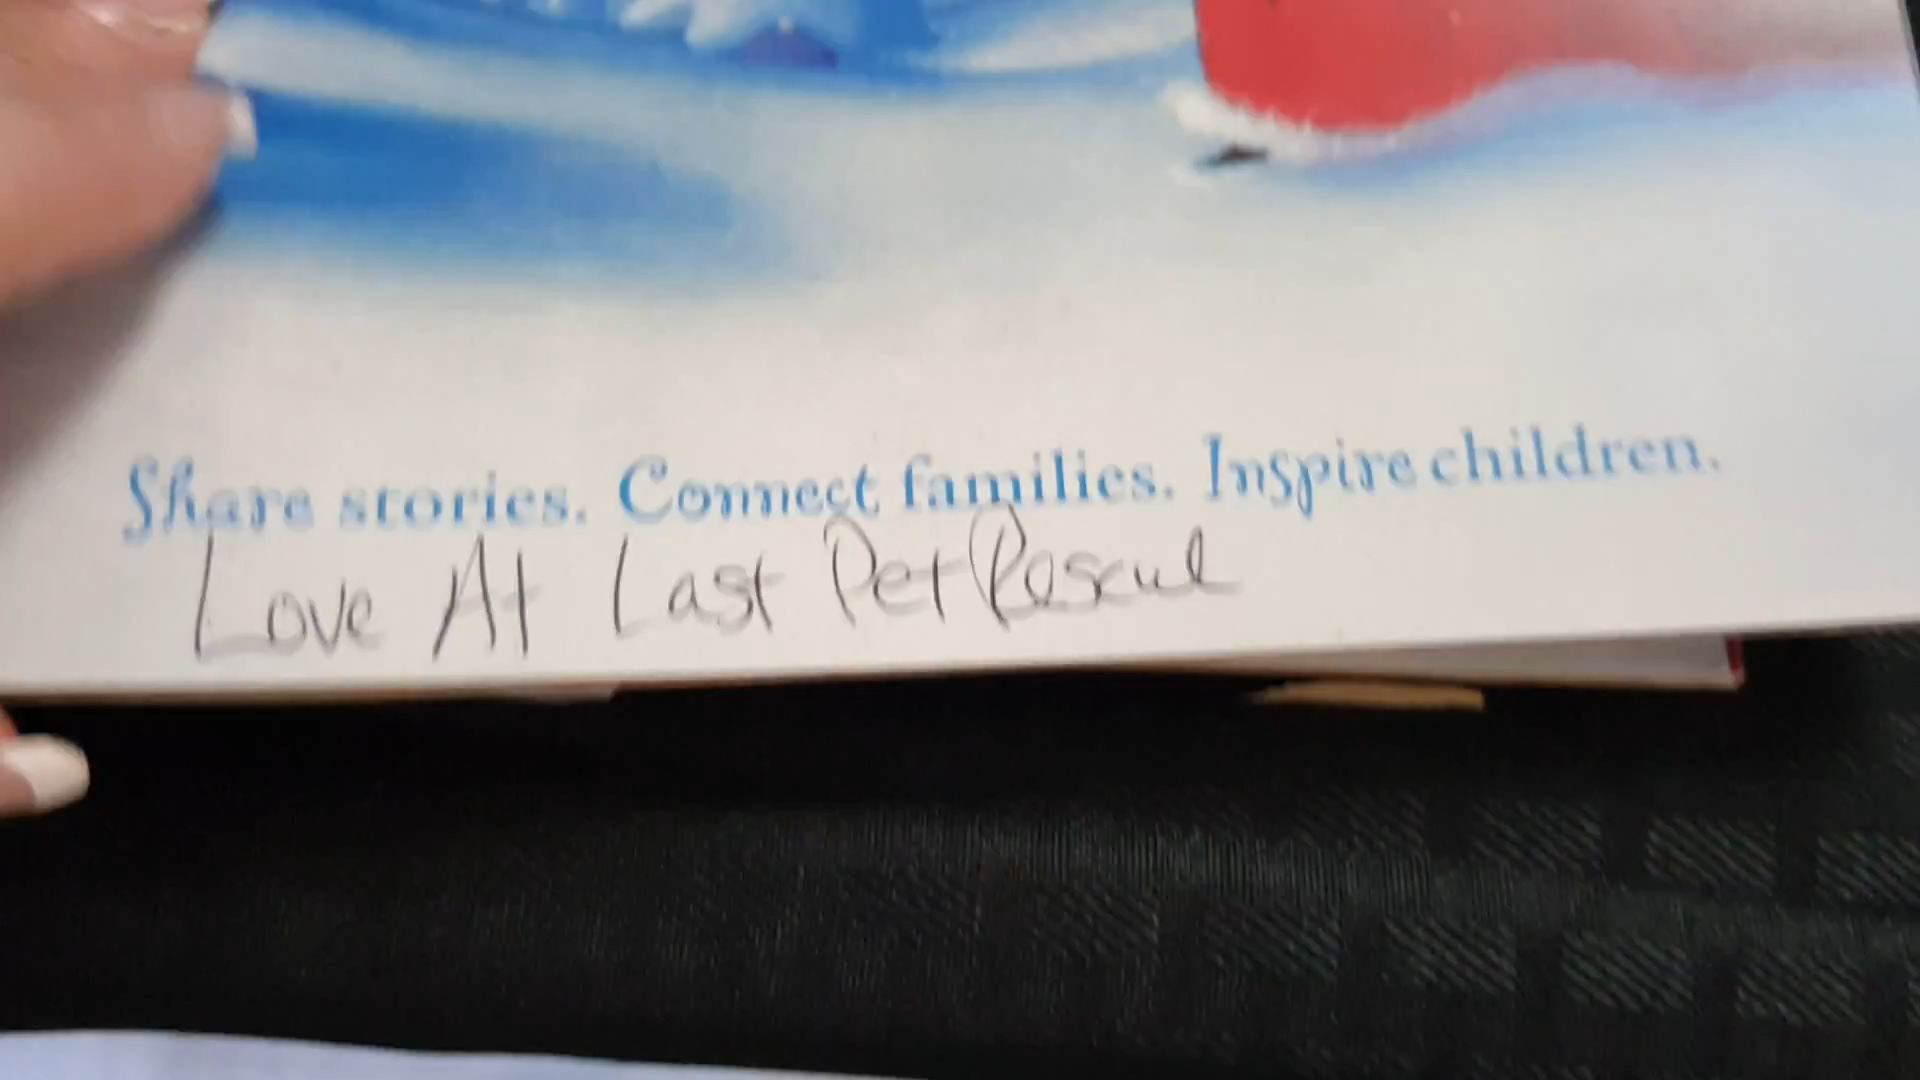 Share stories. Connect families. Inspire children.
Love At Last Pet Rescue